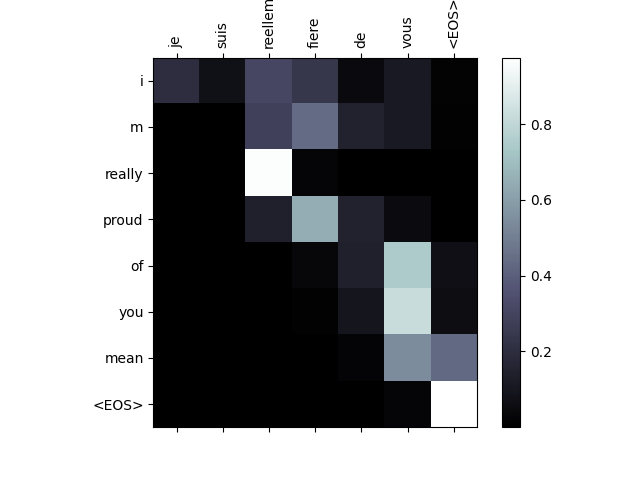 je suis reellem fiere de vous <EOS>
i
m
really
proud
of
you
mean
<EOS>
0.8
0.6
0.4
0.2